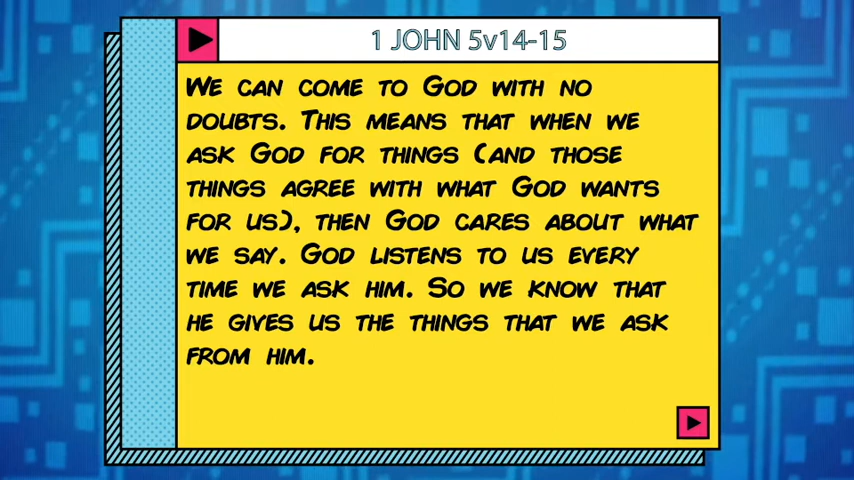 1 JOHN 5v14-15
We can come to God with no
doubts. This means that when we
ask God for things (and those
things agree with what God wants
for us), then God cares about what
we say. God listens to us every
time we ask him. So we know that
he gives us the things that we ask
from him.